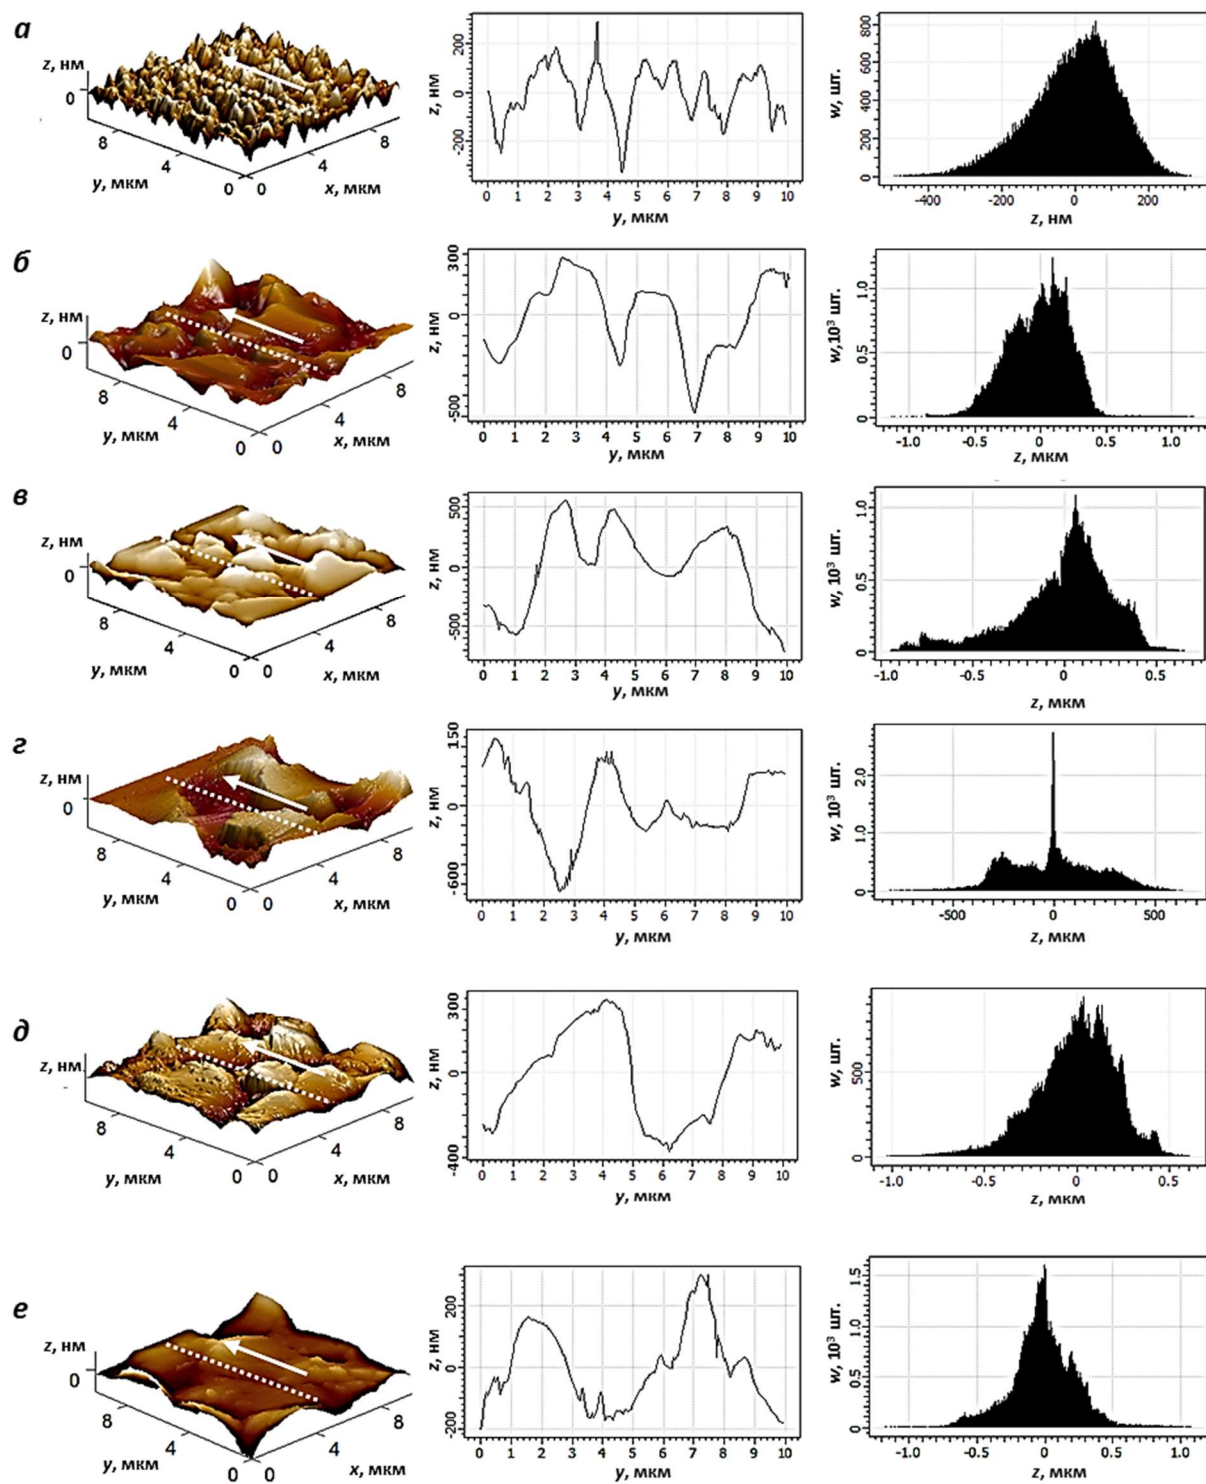 а
z, нм
0
8
4
0
y, мкм
0
4
8
x, мкм
z, нм
200
0
-200
0 1 2 3 4 5 6 7 8 9 10
y, мкм
w, шт.
800
600
400
200
0
-400 -200 0 200
z, нм
б
z, нм
0
8
4
0
y, мкм
0
4
8
x, мкм
z, нм
300
0
-500
0 1 2 3 4 5 6 7 8 9 10
y, мкм
w,10³ шт.
1.0
0.5
0
-1.0 -0.5 0 0.5 1.0
z, мкм
в
z, нм
0
8
4
0
y, мкм
0
4
8
x, мкм
z, нм
500
0
-500
0 1 2 3 4 5 6 7 8 9 10
y, мкм
w, 10³ шт.
1.0
0.5
0
-1.0 -0.5 0 0.5
z, мкм
г
z, нм
0
8
4
0
y, мкм
0
4
8
x, мкм
z, нм
150
0
-600
0 1 2 3 4 5 6 7 8 9 10
y, мкм
w, 10³ шт.
2.0
1.0
0
-500 0 500
z, мкм
д
z, нм
8
4
0
y, мкм
0
4
8
x, мкм
z, нм
300
0
-400
0 1 2 3 4 5 6 7 8 9 10
y, мкм
w, шт.
500
0
-1.0 -0.5 0 0.5
z, мкм
е
z, нм
0
8
4
0
y, мкм
0
4
8
x, мкм
z, нм
200
0
-200
0 1 2 3 4 5 6 7 8 9 10
y, мкм
w, 10³ шт.
1.5
1.0
0.5
0
-1.0 -0.5 0 0.5 1.0
z, мкм